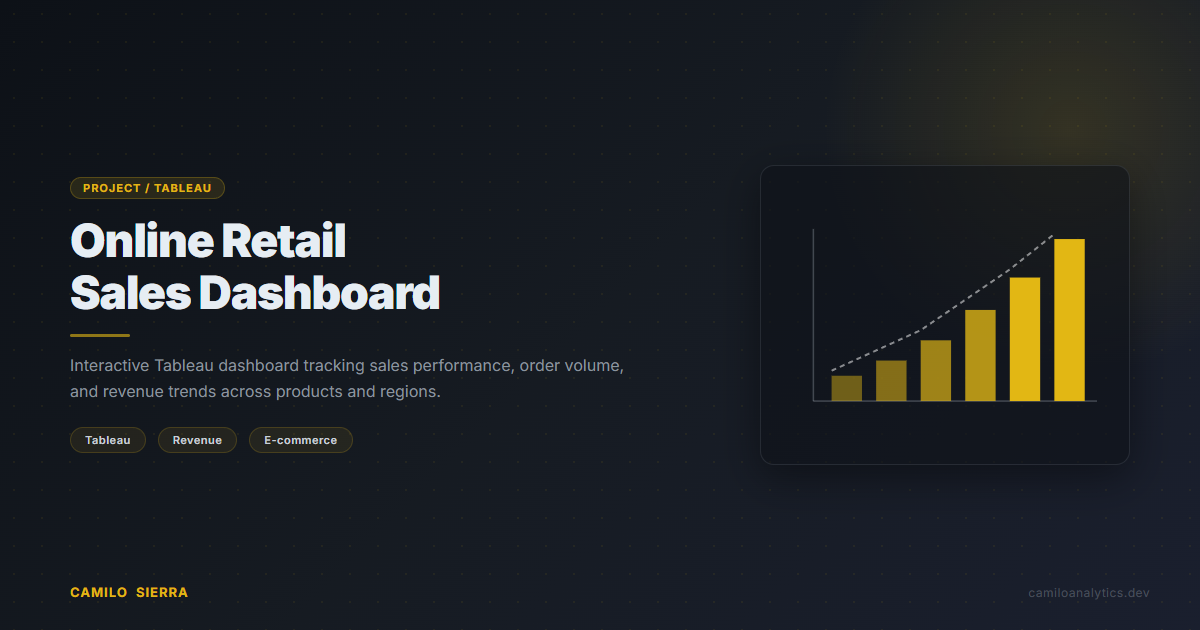 PROJECT / TABLEAU
Online Retail
Sales Dashboard
Interactive Tableau dashboard tracking sales performance, order volume,
and revenue trends across products and regions.
Tableau Revenue E-commerce
CAMILO SIERRA
camiloanalytics.dev